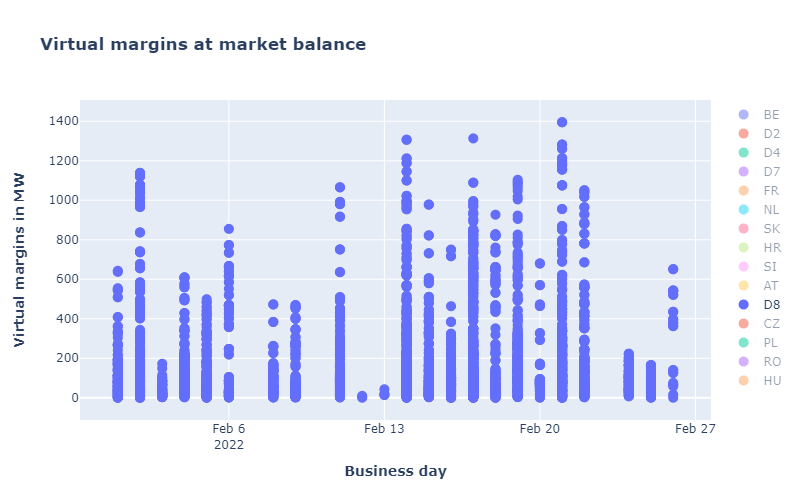 Virtual margins at market balance
Virtual margins in MW
1400
1200
1000
800
600
400
200
0
Feb 6
2022
Feb 13
Feb 20
Feb 27
Business day
BE
D2
D4
D7
FR
NL
SK
HR
SI
AT
D8
CZ
PL
RO
HU